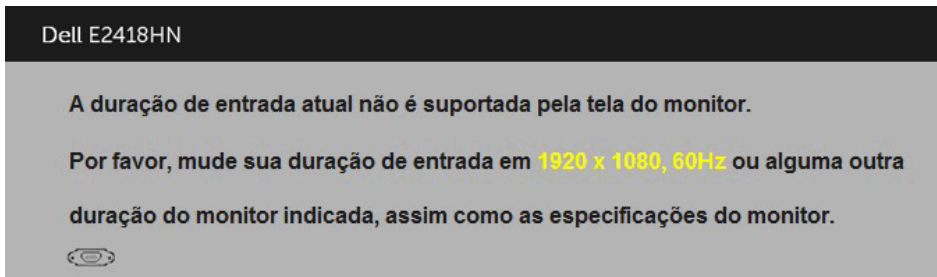 Dell E2418HN
A duração de entrada atual não é suportada pela tela do monitor.
Por favor, mude sua duração de entrada em 1920 x 1080, 60Hz ou alguma outra
duração do monitor indicada, assim como as especificações do monitor.